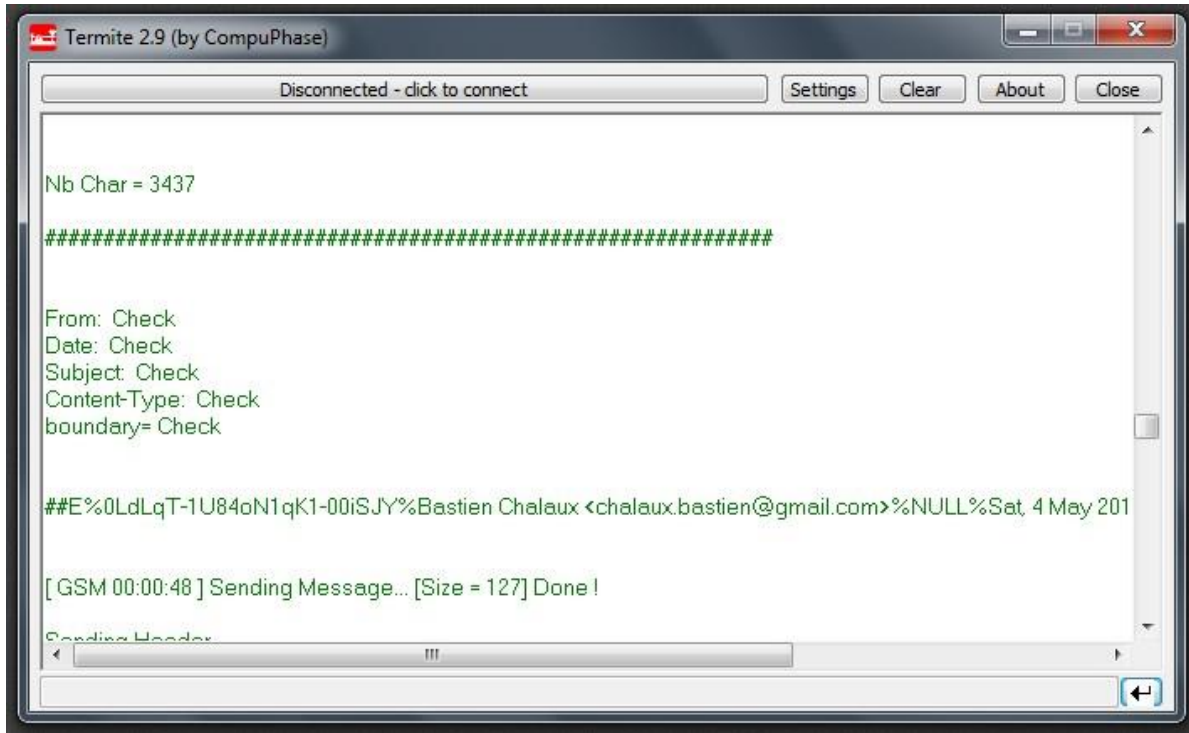 Termite 2.9 (by CompuPhase)
Disconnected - click to connect Settings Clear About Close
Nb Char = 3437
##############################################################
From: Check
Date: Check
Subject: Check
Content-Type: Check
boundary= Check
##E%0LdLqT-1U84oN1qK1-00iSJY%Bastien Chalaux <chalaux.bastien@gmail.com>%NULL%Sat, 4 May 201
[ GSM 00:00:48 ] Sending Message... [Size = 127] Done !
Sending Header